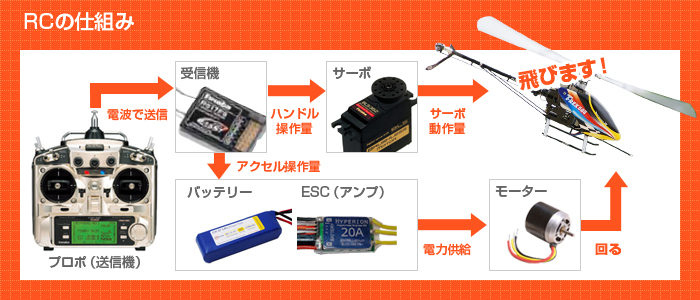 RCの仕組み
受信機
サーボ
飛びます!
電波で送信
ハンドル
操作量
サーボ
動作量
アクセル操作量
バッテリー
ESC(アンプ)
モーター
HYPERION
20A
電力供給
回る
プロポ(送信機)